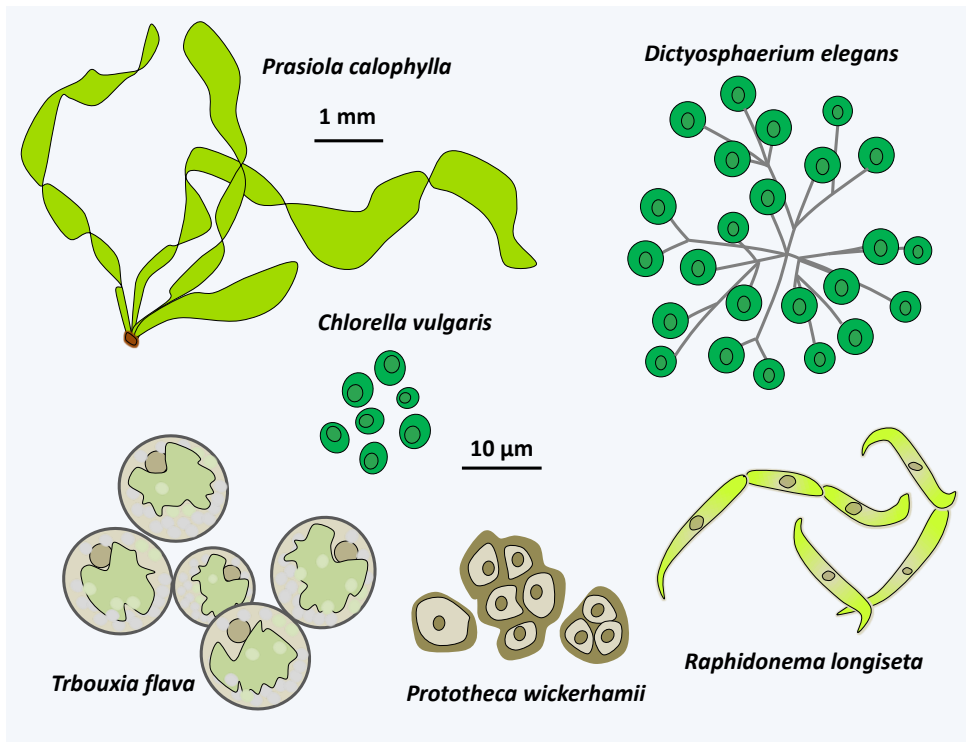 Prasiola calophylla
1 mm
Dictyosphaerium elegans
Chlorella vulgaris
10 µm
Trbouxia flava
Prototheca wickerhamii
Raphidonema longiseta